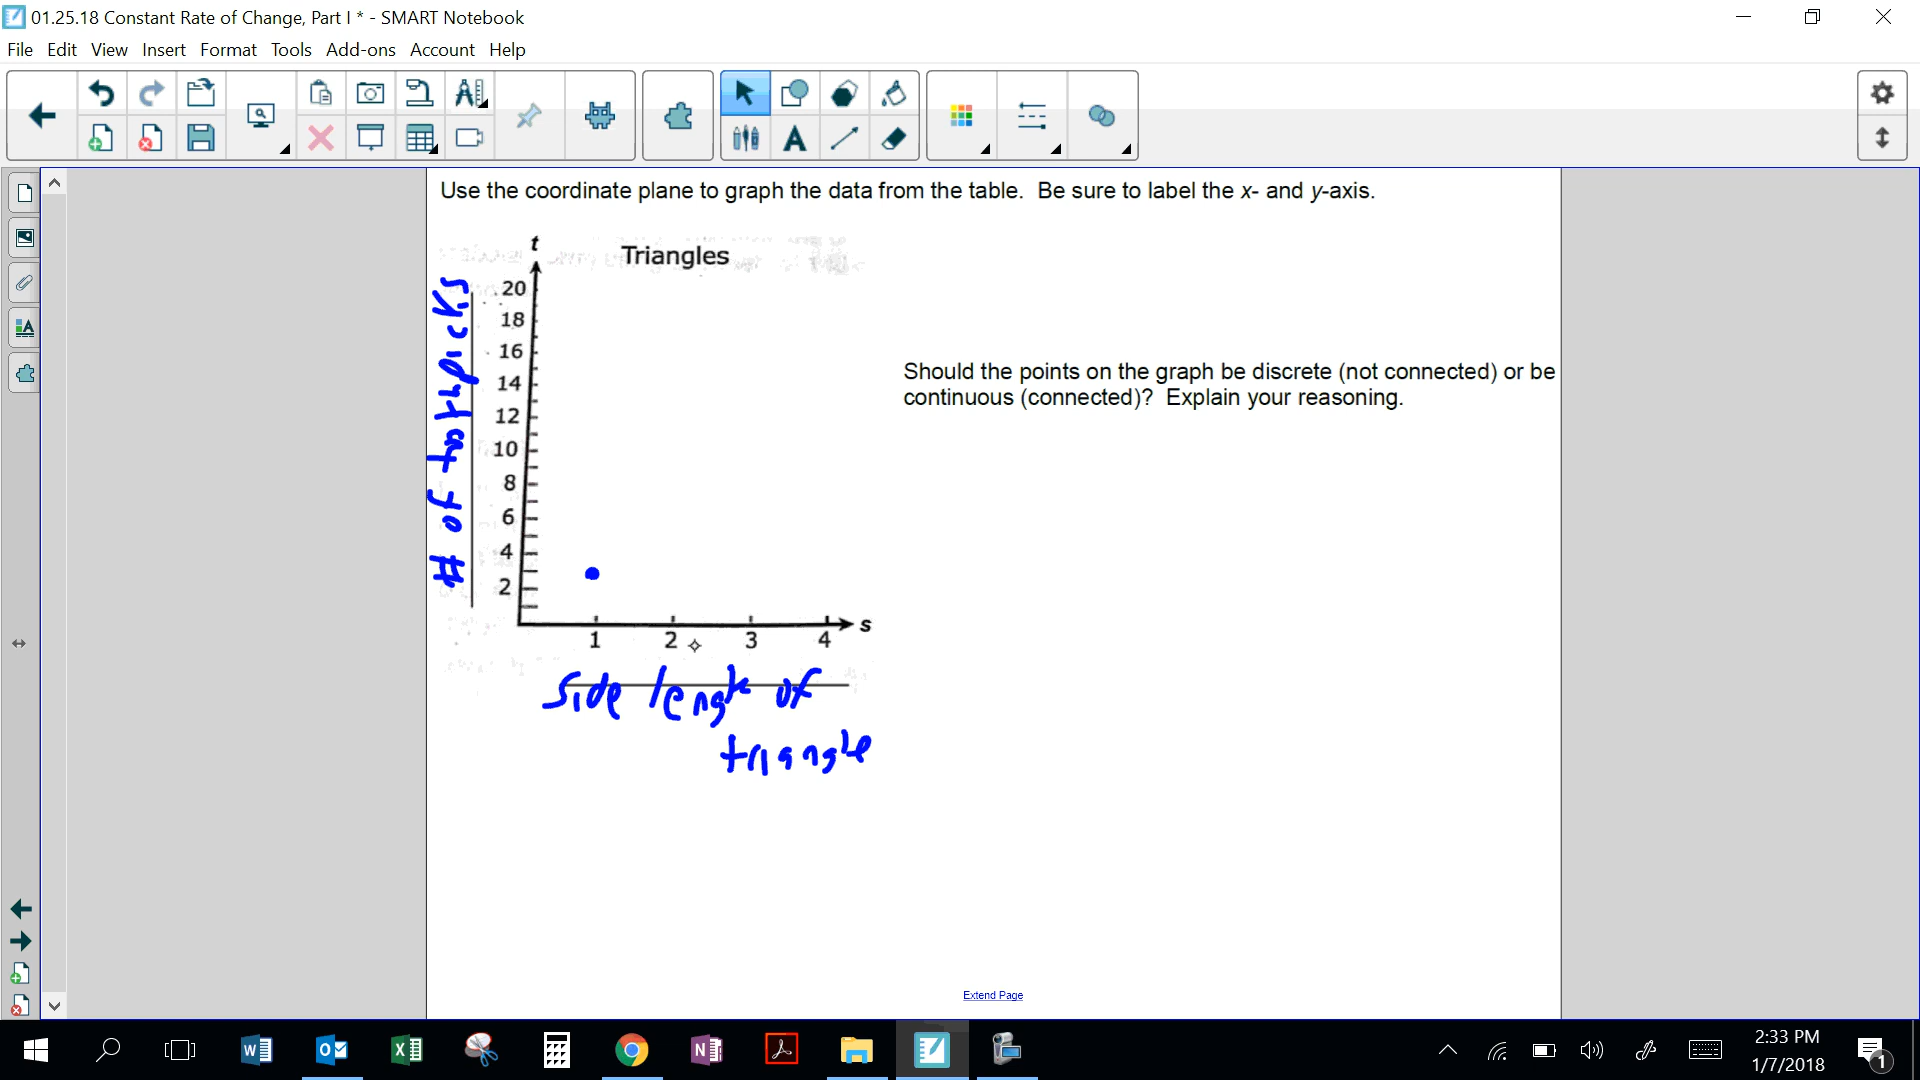 01.25.18 Constant Rate of Change, Part I * - SMART Notebook
File Edit View Insert Format Tools Add-ons Account Help
Use the coordinate plane to graph the data from the table.  Be sure to label the x- and y-axis.
t
Triangles
# of toothpicks
20
18
16
14
12
10
8
6
4
2
1 2 3 4
s
Side length of
triangle
Should the points on the graph be discrete (not connected) or be
continuous (connected)?  Explain your reasoning.
Extend Page
2:33 PM
1/7/2018
1